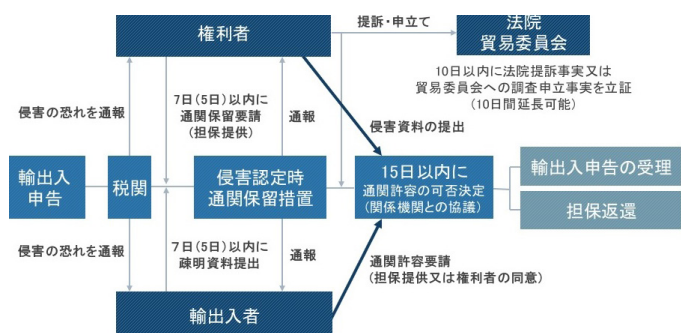 権利者
提訴・申立て
法院
貿易委員会
10日以内に法院提訴事実又は
貿易委員会への調査申立事実を立証
(10日間延長可能)
侵害の恐れを通報
7日(5日)以内に
通関保留要請
(担保提供)
通報
侵害資料の提出
輸出入
申告
税関
侵害認定時
通関保留措置
15日以内に
通関許容の可否決定
(関係機関との協議)
輸出入申告の受理
担保返還
侵害の恐れを通報
7日(5日)以内に
疎明資料提出
通報
通関許容要請
(担保提供又は権利者の同意)
輸出入者